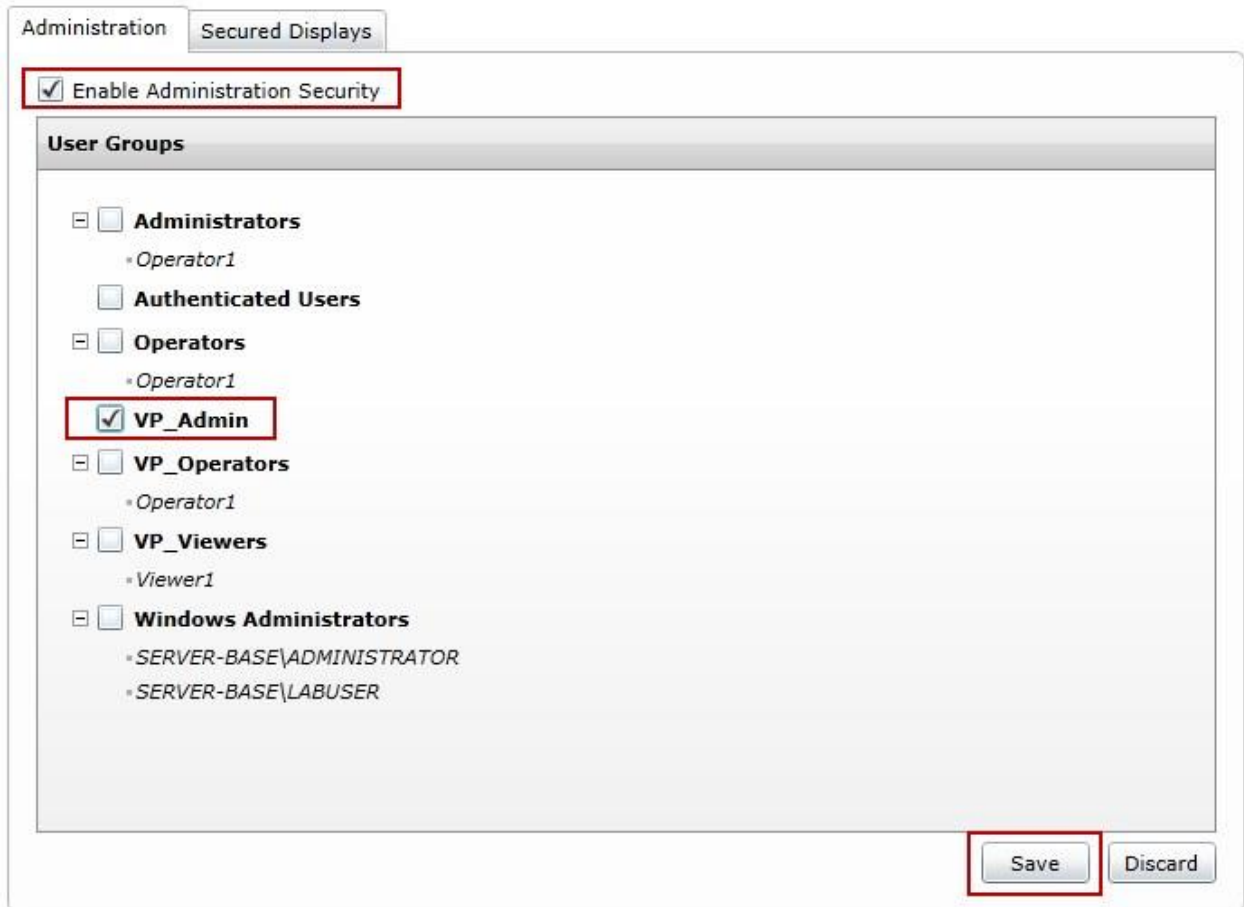 Administration
Secured Displays
Enable Administration Security
User Groups
Administrators
Operator1
Authenticated Users
Operators
Operator1
VP_Admin
VP_Operators
Operator1
VP_Viewers
Viewer1
Windows Administrators
SERVER-BASE\ADMINISTRATOR
SERVER-BASE\LABUSER
Save
Discard